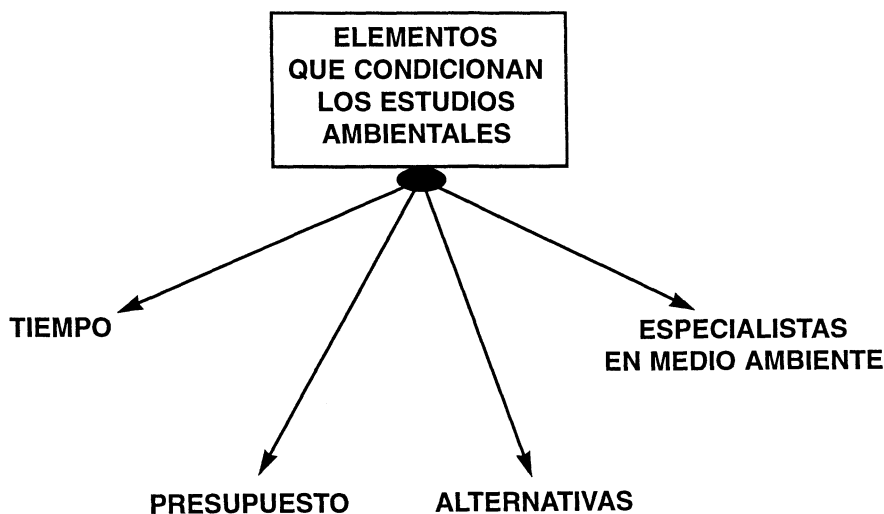 ELEMENTOS
QUE CONDICIONAN
LOS ESTUDIOS
AMBIENTALES
TIEMPO
ESPECIALISTAS
EN MEDIO AMBIENTE
PRESUPUESTO
ALTERNATIVAS